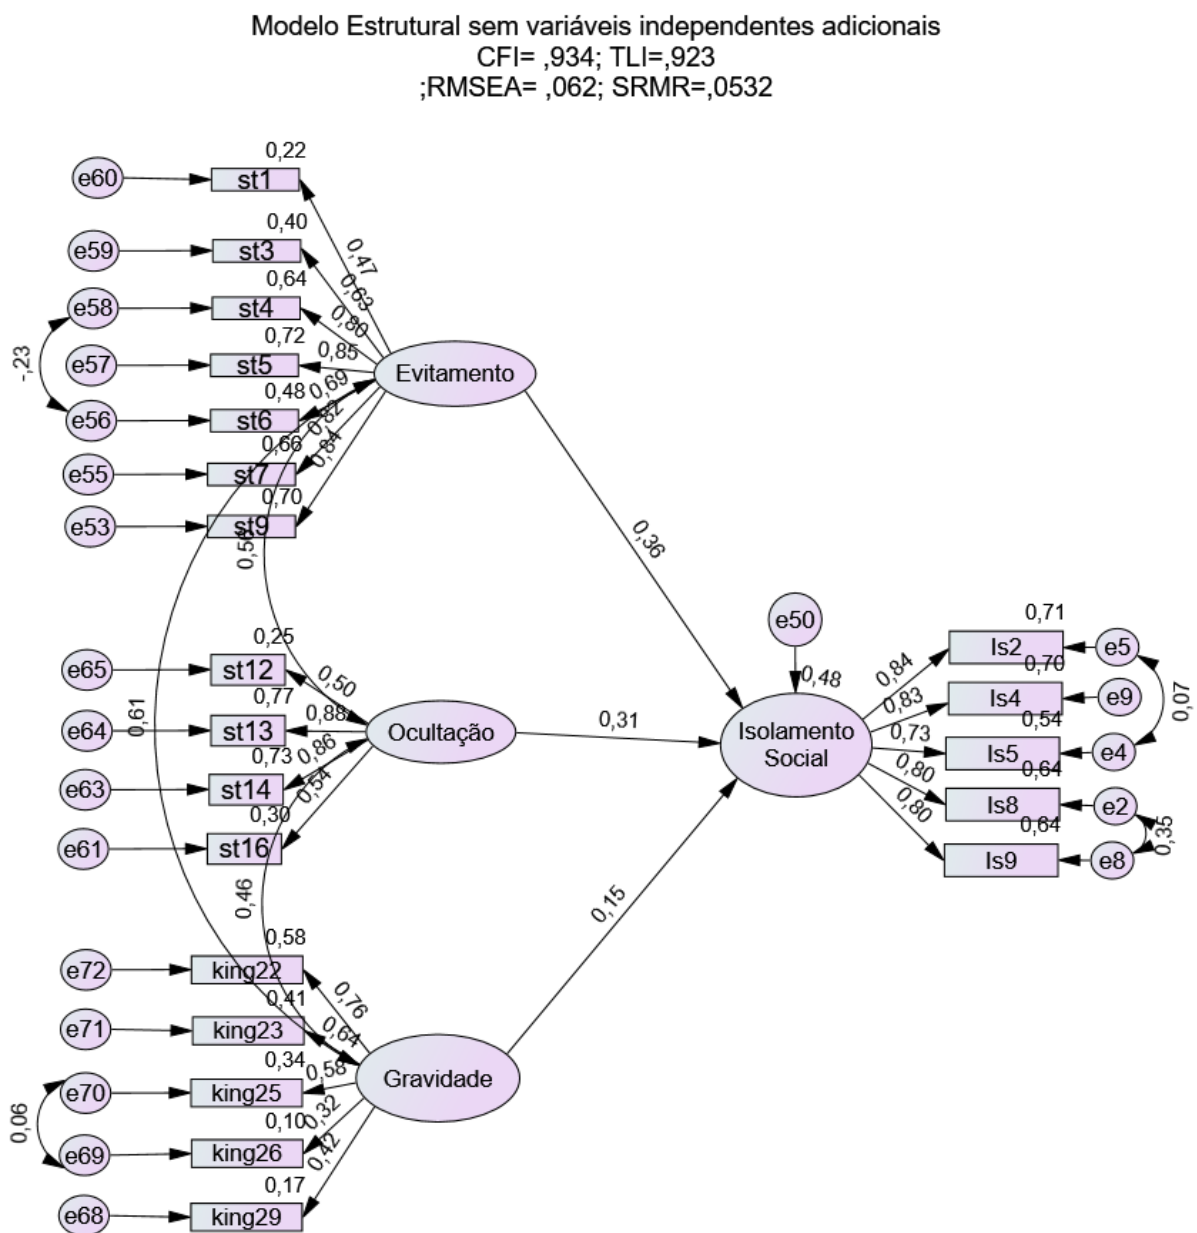 Modelo Estrutural sem variáveis independentes adicionais
CFI= ,934; TLI=,923
;RMSEA= ,062; SRMR=,0532
0,22
e60
st1
0,40
e59
st3
0,47
0,64
e58
st4
0,63
0,80
0,72
e57
st5
0,85
Evitamento
-,23
0,48
0,69
e56
st6
0,82
0,66
0,84
e55
st7
0,70
e53
st9
0,36
0,25
e65
st12
0,50
0,77
e64
st13
0,88
Ocultação
0,31
0,61
0,73
0,86
e63
st14
0,54
0,30
e61
st16
0,46
e50
0,48
Isolamento
Social
0,71
0,84
Is2
e5
0,70
0,83
Is4
e9
0,07
0,54
0,73
Is5
e4
0,64
0,80
Is8
e2
0,64
0,35
0,80
Is9
e8
0,15
0,58
e72
king22
0,76
0,41
e71
king23
0,64
0,34
0,58
e70
king25
Gravidade
0,06
0,10
0,32
e69
king26
0,42
0,17
e68
king29